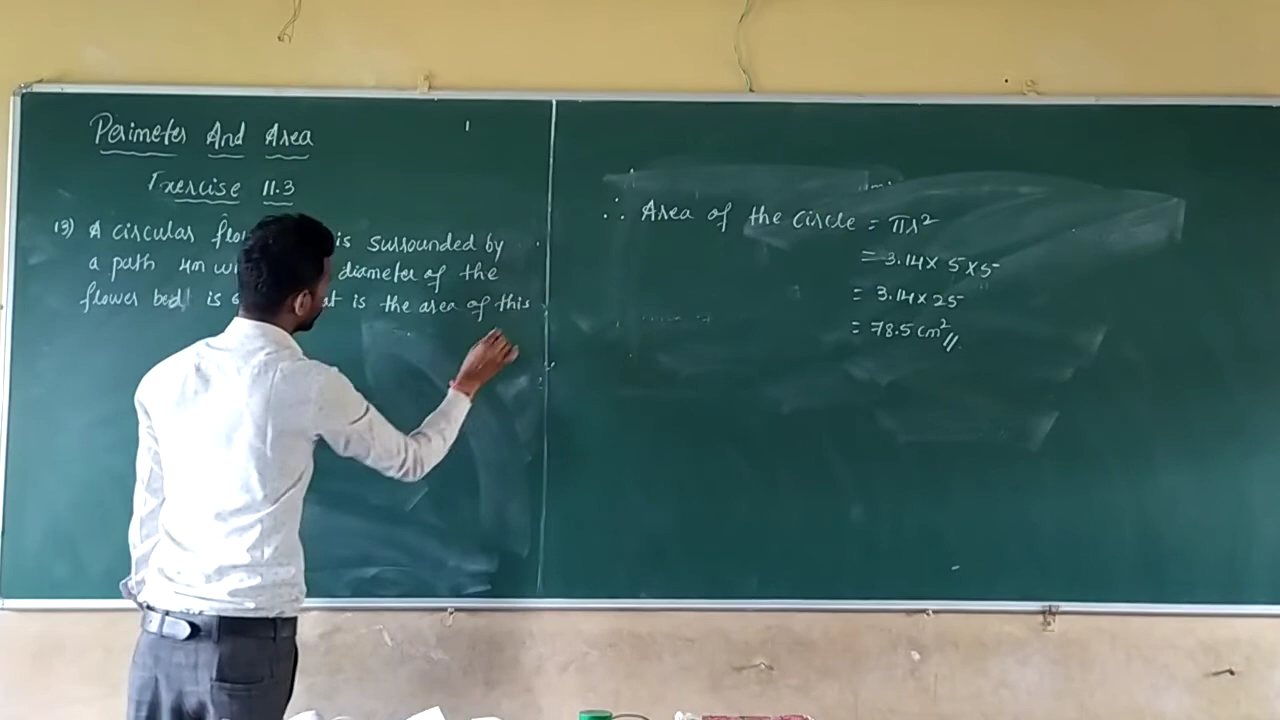 Perimeter And Area
Exercise 11.3
13) A circular flo is surrounded by
a path 4m wi diameter of the
flower bed is at is the area of this
∴ Area of the circle = πr²
= 3.14 × 5 × 5
= 3.14 × 25
= 78.5 cm² //